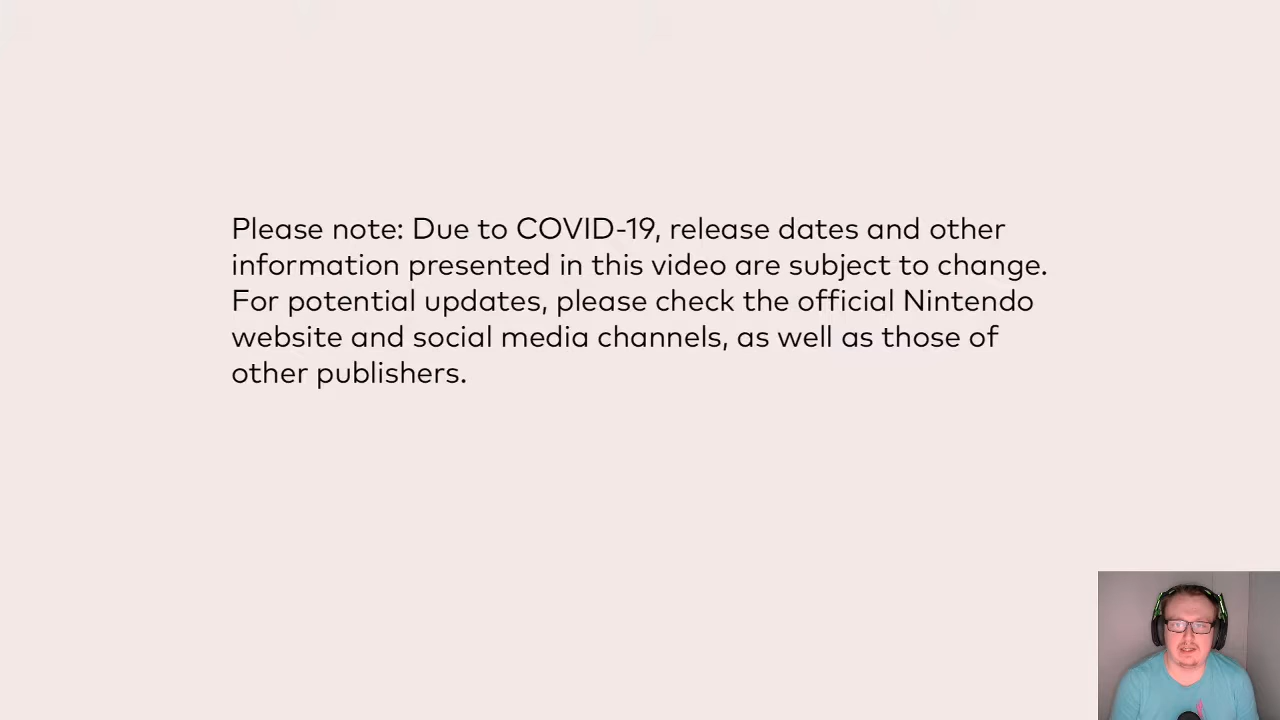 Please note: Due to COVID-19, release dates and other
information presented in this video are subject to change.
For potential updates, please check the official Nintendo
website and social media channels, as well as those of
other publishers.